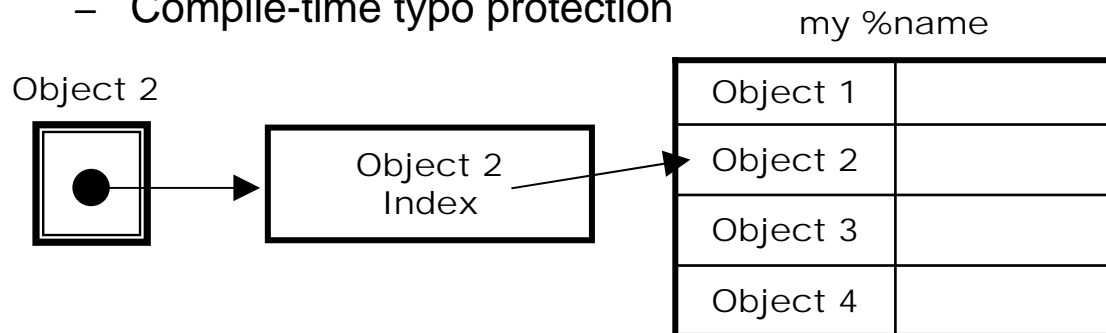 – Compile-time typo protection
my %name
Object 2
Object 2
Index
Object 1
Object 2
Object 3
Object 4